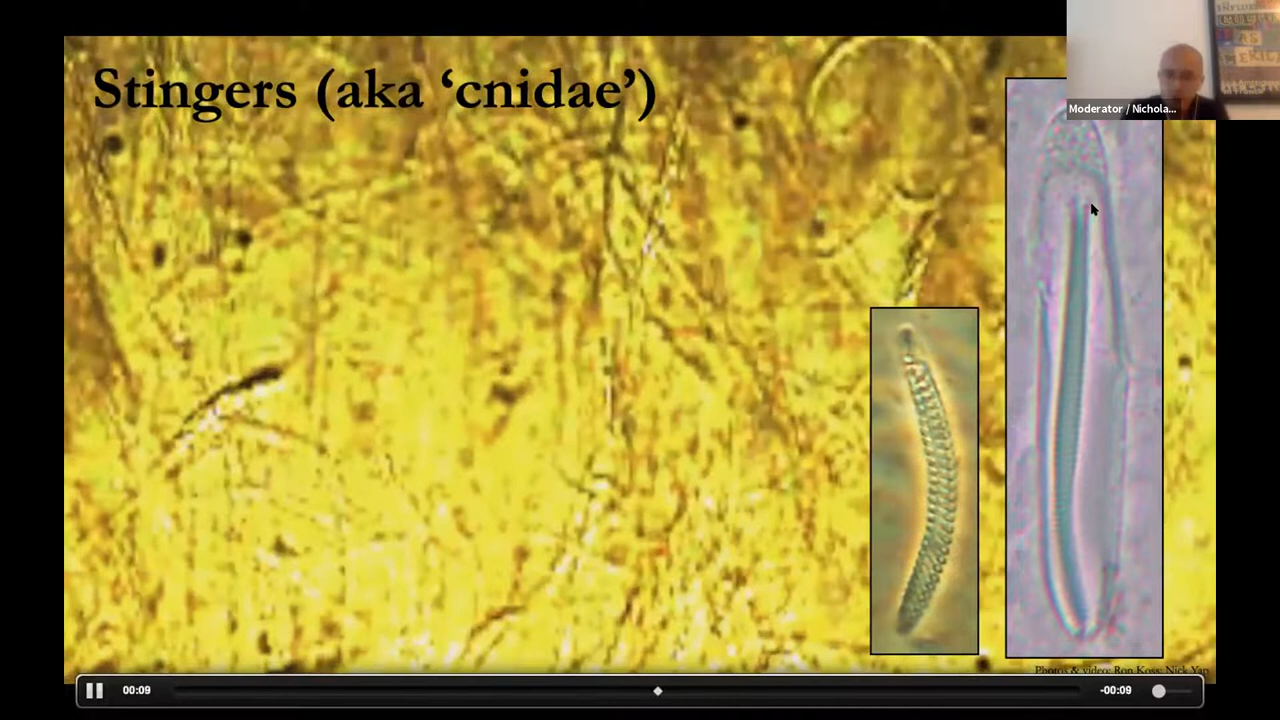 Stingers (aka ‘cnidae’)
Moderator / Nichola...
Photos & video: Ron Koss; Nick Yap
00:09
-00:09